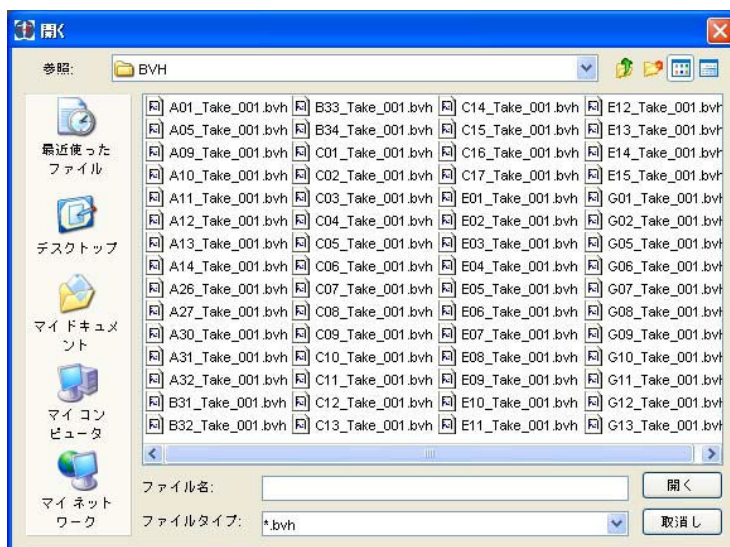 開く
参照: BVH
最近使った
ファイル
デスクトップ
マイドキュメ
ント
マイ コン
ピュータ
マイ ネット
ワーク
A01_Take_001.bvh B33_Take_001.bvh C14_Take_001.bvh E12_Take_001.bvh
A05_Take_001.bvh B34_Take_001.bvh C15_Take_001.bvh E13_Take_001.bvh
A09_Take_001.bvh C01_Take_001.bvh C16_Take_001.bvh E14_Take_001.bvh
A10_Take_001.bvh C02_Take_001.bvh C17_Take_001.bvh E15_Take_001.bvh
A11_Take_001.bvh C03_Take_001.bvh E01_Take_001.bvh G01_Take_001.bvh
A12_Take_001.bvh C04_Take_001.bvh E02_Take_001.bvh G02_Take_001.bvh
A13_Take_001.bvh C05_Take_001.bvh E03_Take_001.bvh G05_Take_001.bvh
A14_Take_001.bvh C06_Take_001.bvh E04_Take_001.bvh G06_Take_001.bvh
A26_Take_001.bvh C07_Take_001.bvh E05_Take_001.bvh G07_Take_001.bvh
A27_Take_001.bvh C08_Take_001.bvh E06_Take_001.bvh G08_Take_001.bvh
A30_Take_001.bvh C09_Take_001.bvh E07_Take_001.bvh G09_Take_001.bvh
A31_Take_001.bvh C10_Take_001.bvh E08_Take_001.bvh G10_Take_001.bvh
A32_Take_001.bvh C11_Take_001.bvh E09_Take_001.bvh G11_Take_001.bvh
B31_Take_001.bvh C12_Take_001.bvh E10_Take_001.bvh G12_Take_001.bvh
B32_Take_001.bvh C13_Take_001.bvh E11_Take_001.bvh G13_Take_001.bvh
ファイル名: 開く
ファイルタイプ: *.bvh 取消し